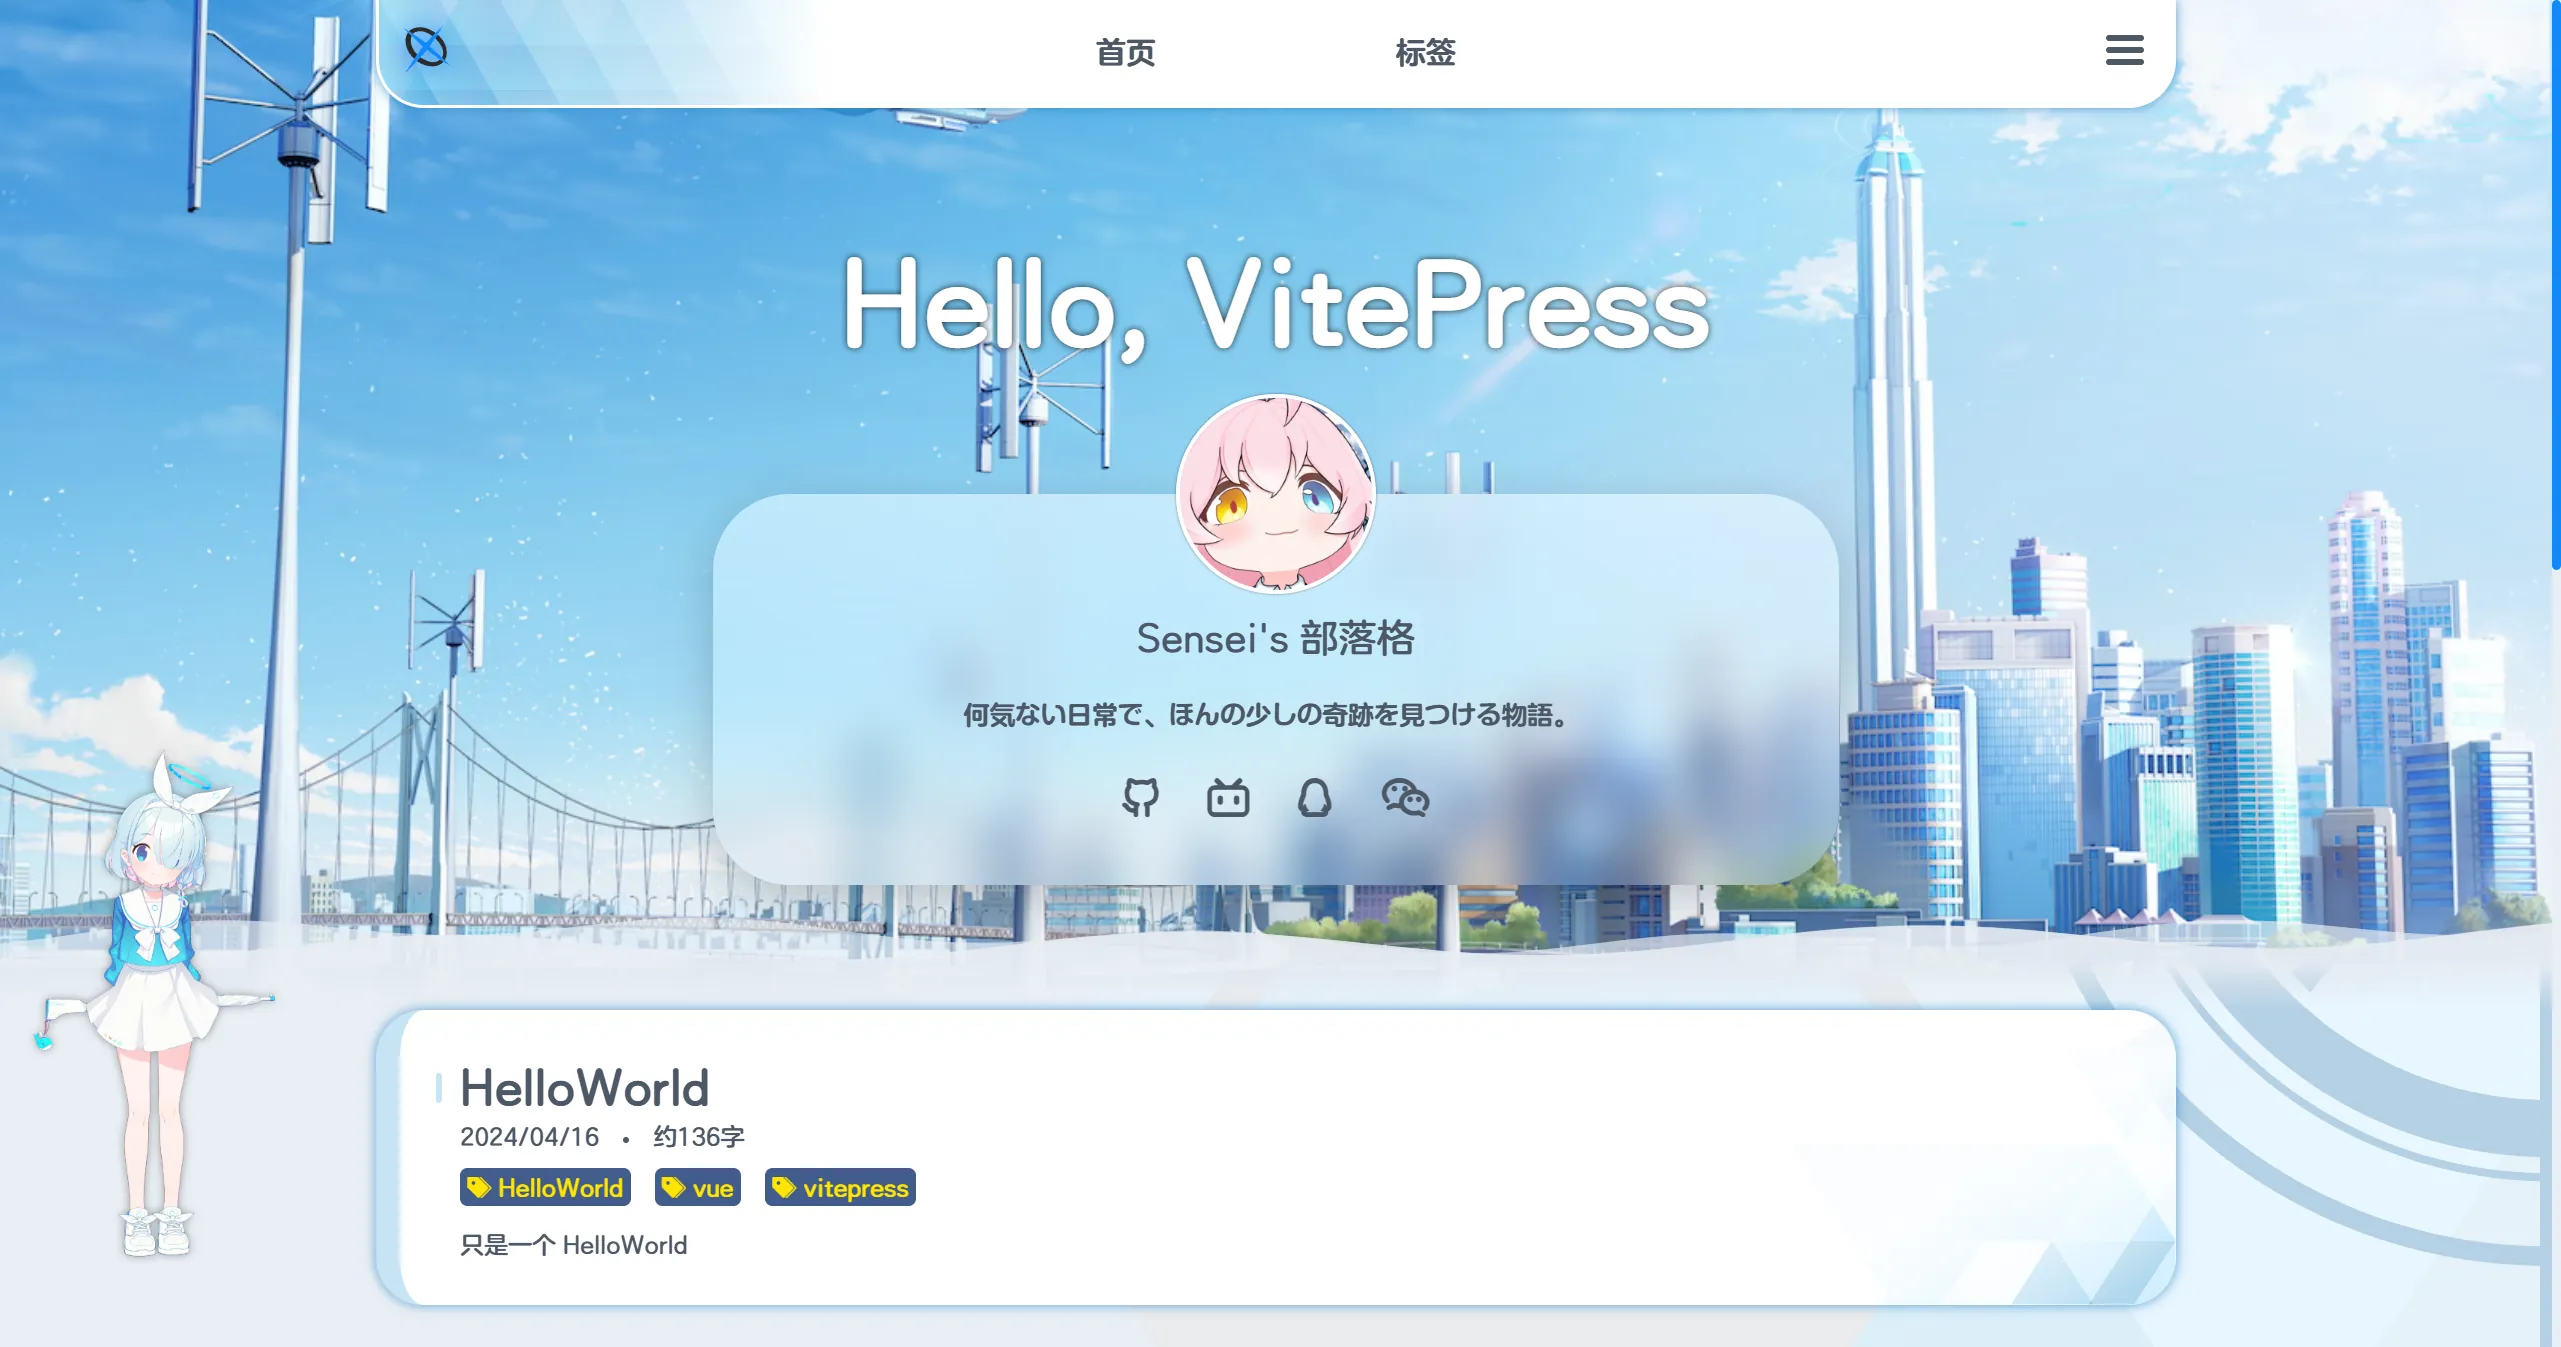 首页 标签
Hello, VitePress
Sensei's 部落格
何気ない日常で、ほんの少しの奇跡を見つける物語。
HelloWorld
2024/04/16 • 约136字
HelloWorld vue vitepress
只是一个 HelloWorld